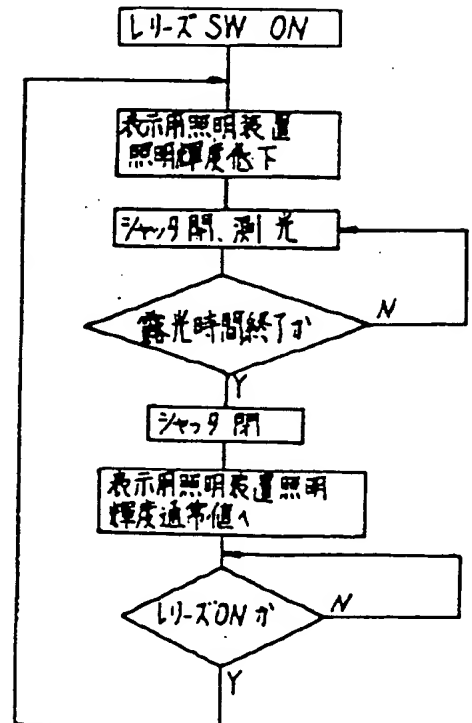 レリーズ SW ON
表示用照明装置
照明輝度低下
シャッタ開、測光
露光時間終了か
N
Y
シャッタ閉
表示用照明装置照明
輝度通常値へ
レリーズONか
N
Y